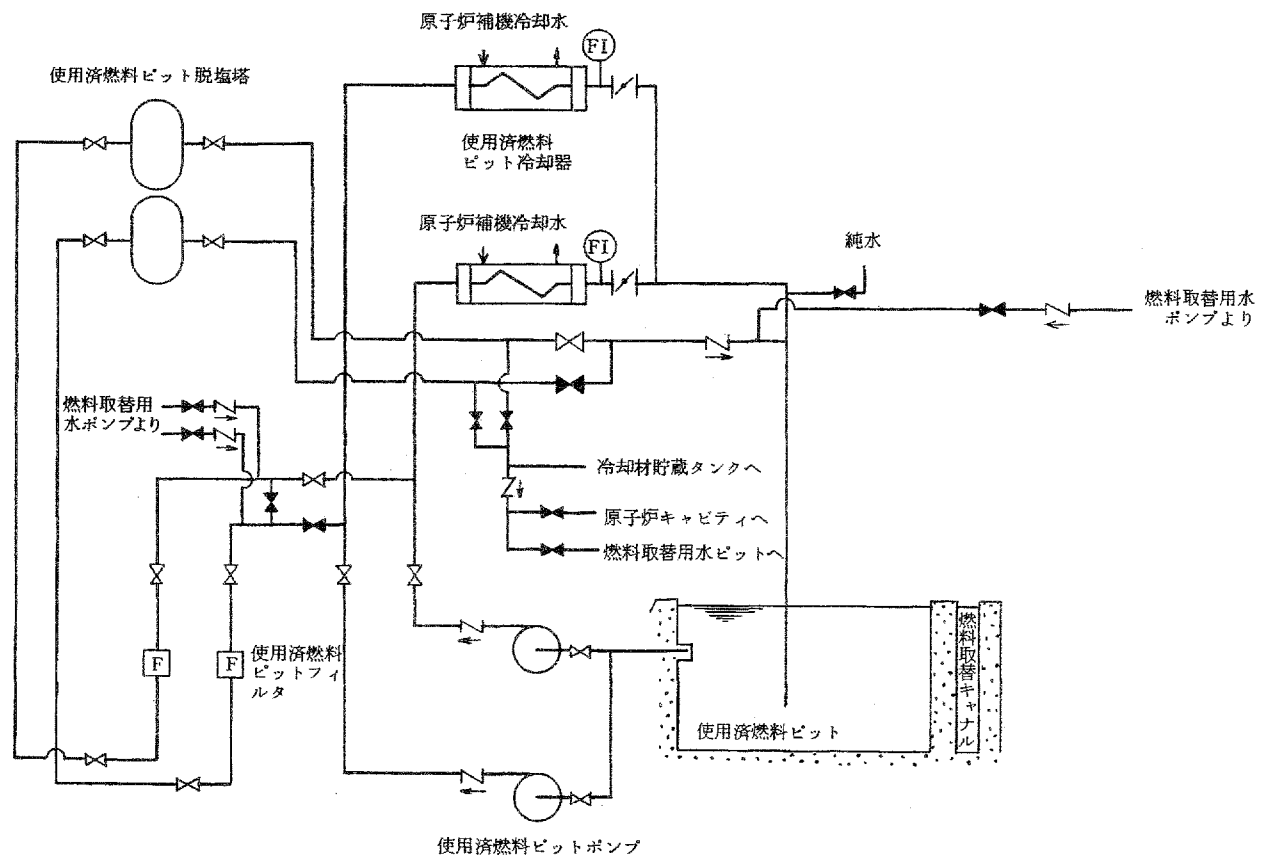 原子炉補機冷却水
FI
使用済燃料ピット脱塩塔
使用済燃料
ピット冷却器
原子炉補機冷却水
FI
純水
燃料取替用水
ポンプより
燃料取替用
水ポンプより
冷却材貯蔵タンクへ
原子炉キャビティへ
燃料取替用水ピットへ
F
F
使用済燃料
ピットフィ
ルタ
燃料取替キャナル
使用済燃料ピット
使用済燃料ピットポンプ